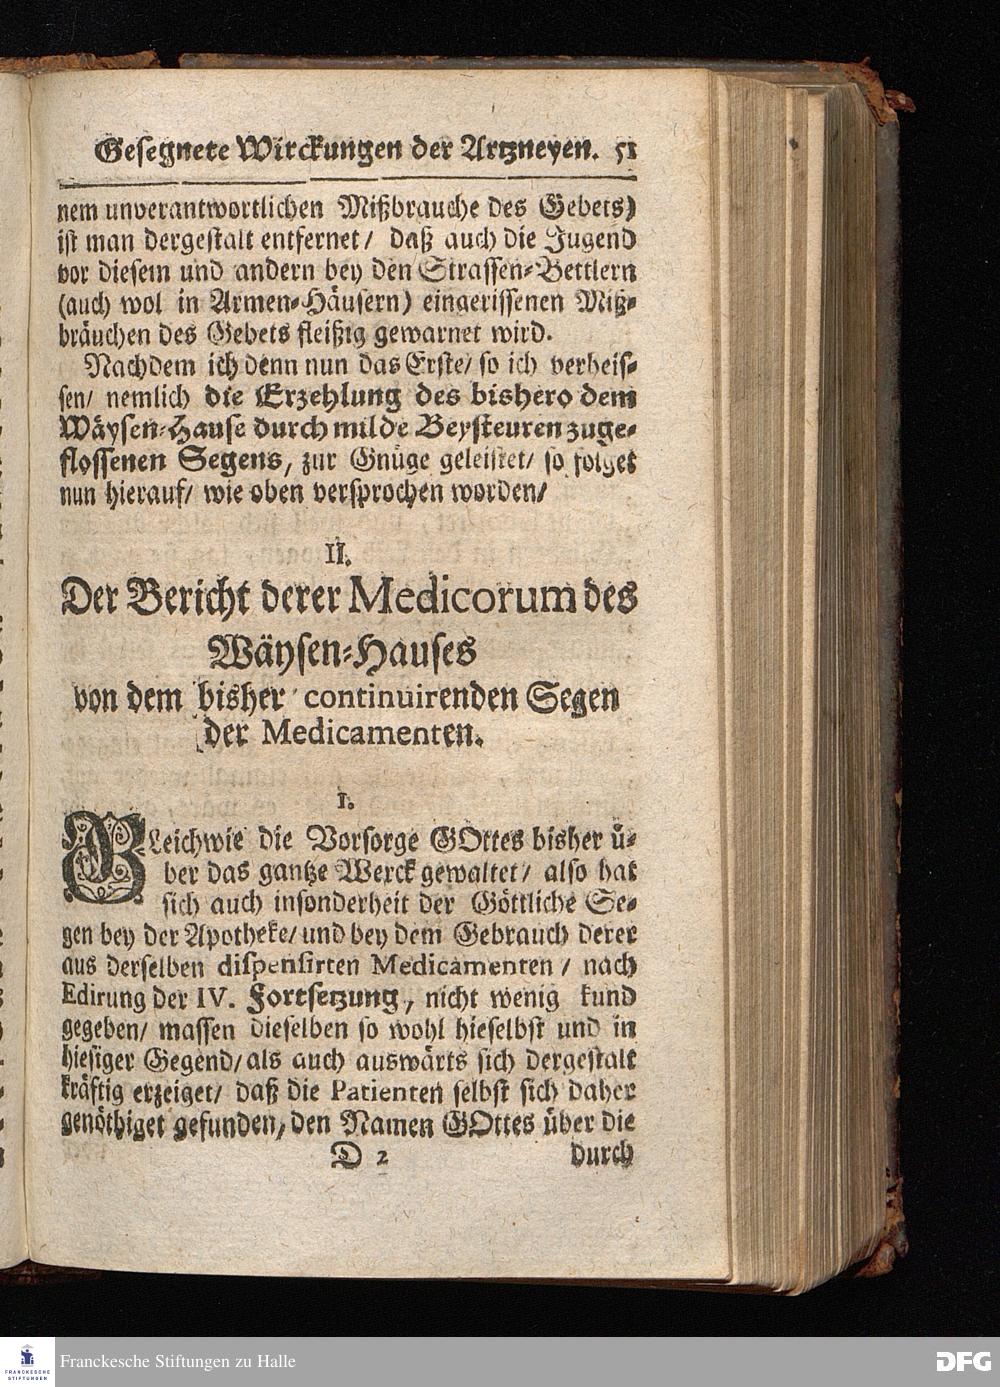 Gesegnete Wirckungen der Artzneyen. 51
nem unverantwortlichen Mißbrauche des Gebets)
ist man dergestalt entfernet/ daß auch die Jugend
vor diesem und andern bey den Strassen-Bettlern
(auch wol in Armen-Häusern) eingerissenen Miß-
bräuchen des Gebets fleißig gewarnet wird.
Nachdem ich denn nun das Erste/ so ich verheis-
sen/ nemlich die Erzehlung des bishero dem
Wäysen-Hause durch milde Beysteuren zuge-
flossenen Segens, zur Gnüge geleistet/ so folget
nun hierauf/ wie oben versprochen worden/
II.
Der Bericht derer Medicorum des
Wäysen-Hauses
von dem bisher continuirenden Segen
der Medicamenten.
I.
GLeichwie die Vorsorge GOttes bisher ü-
ber das gantze Werck gewaltet/ also hat
sich auch insonderheit der Göttliche Se-
gen bey der Apotheke/ und bey dem Gebrauch derer
aus derselben dispensirten Medicamenten / nach
Edirung der IV. Fortsetzung, nicht wenig kund
gegeben/ massen dieselben so wohl hieselbst und in
hiesiger Gegend/ als auch auswärts sich dergestalt
kräftig erzeiget/ daß die Patienten selbst sich daher
genöthiget gefunden, den Namen GOttes über die
D 2 durch
FRANCKESCHE STIFTUNGEN
Franckesche Stiftungen zu Halle
DFG